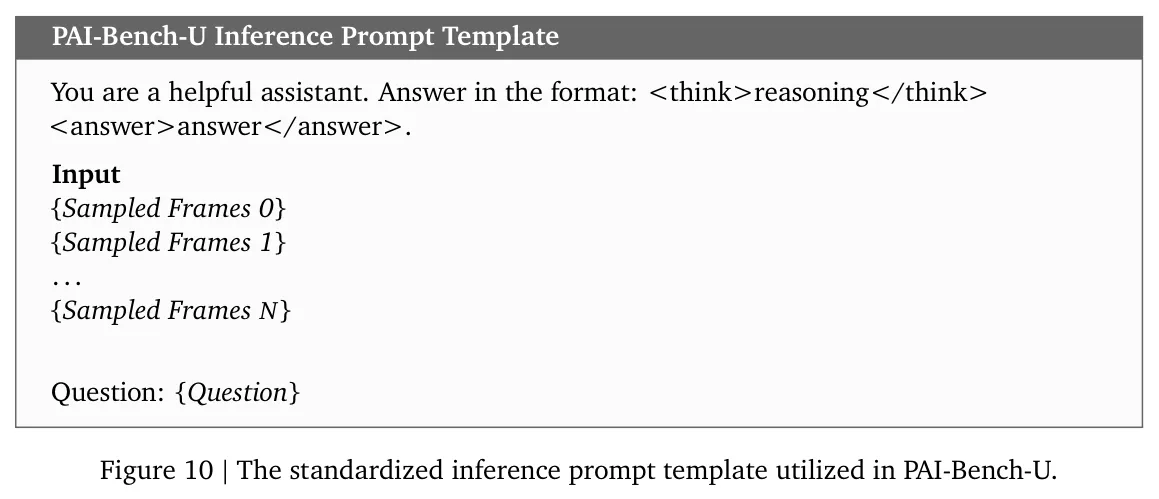 PAI-Bench-U Inference Prompt Template
You are a helpful assistant. Answer in the format: <think>reasoning</think>
<answer>answer</answer>.
Input
{Sampled Frames 0}
{Sampled Frames 1}
...
{Sampled Frames N}
Question: {Question}
Figure 10 | The standardized inference prompt template utilized in PAI-Bench-U.